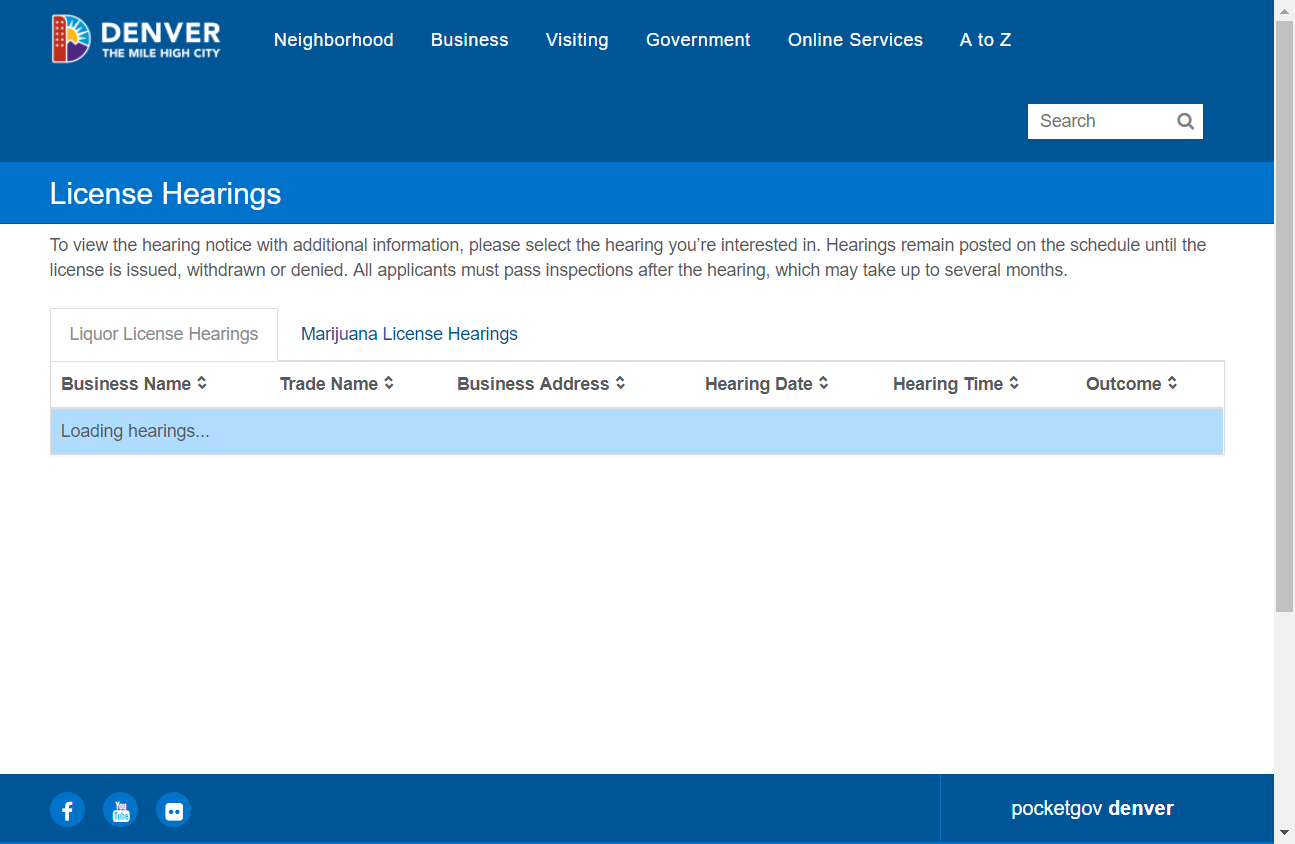 DENVER
THE MILE HIGH CITY
Neighborhood Business Visiting Government Online Services A to Z
Search
License Hearings
To view the hearing notice with additional information, please select the hearing you’re interested in. Hearings remain posted on the schedule until the
license is issued, withdrawn or denied. All applicants must pass inspections after the hearing, which may take up to several months.
Liquor License Hearings Marijuana License Hearings
Business Name Trade Name Business Address Hearing Date Hearing Time Outcome
Loading hearings...
You
Tube
pocketgov denver